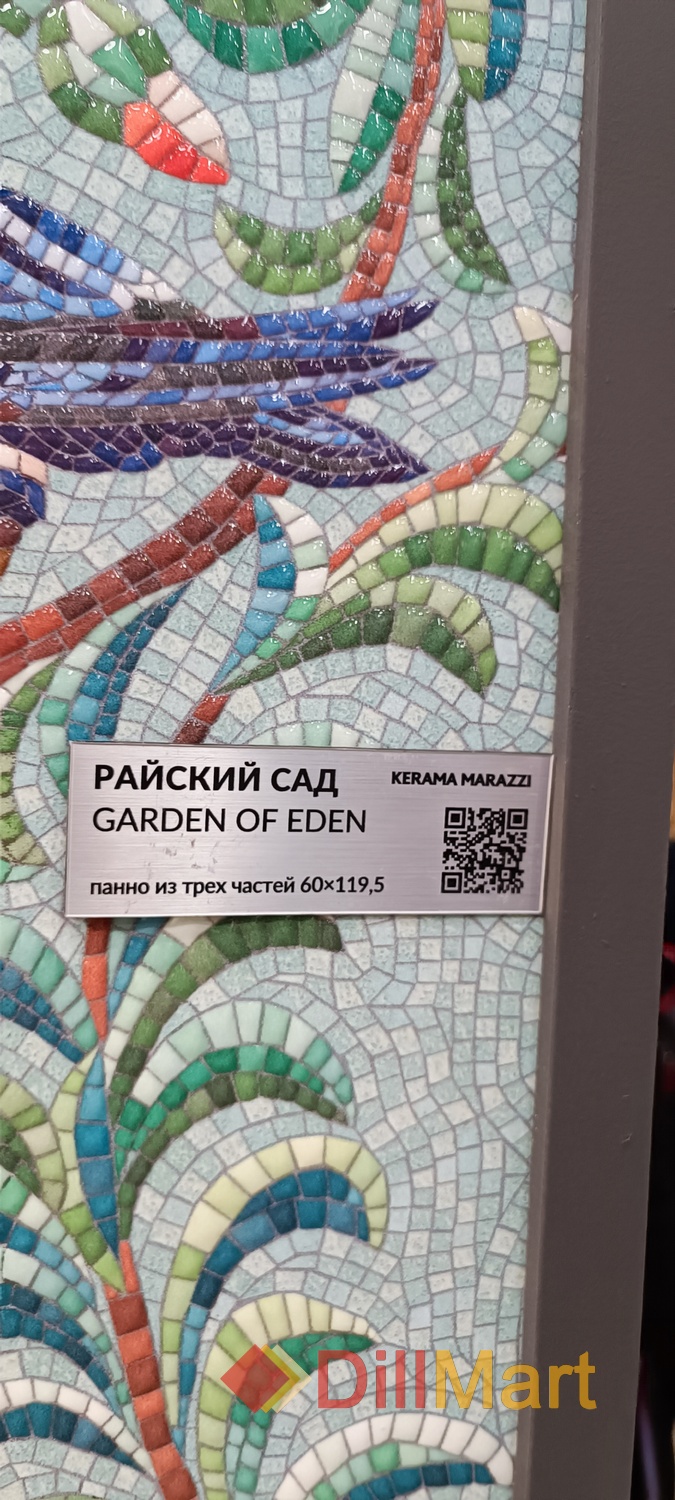 РАЙСКИЙ САД
KERAMA MARAZZI
GARDEN OF EDEN
панно из трех частей 60×119,5
DillMart